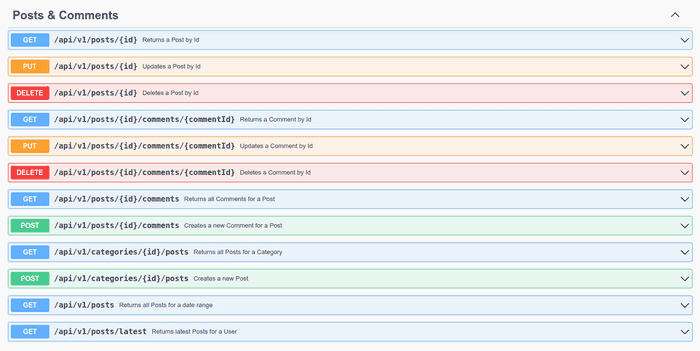 Posts & Comments
GET /api/v1/posts/{id} Returns a Post by Id
PUT /api/v1/posts/{id} Updates a Post by Id
DELETE /api/v1/posts/{id} Deletes a Post by Id
GET /api/v1/posts/{id}/comments/{commentId} Returns a Comment by Id
PUT /api/v1/posts/{id}/comments/{commentId} Updates a Comment by Id
DELETE /api/v1/posts/{id}/comments/{commentId} Deletes a Comment by Id
GET /api/v1/posts/{id}/comments Returns all Comments for a Post
POST /api/v1/posts/{id}/comments Creates a new Comment for a Post
GET /api/v1/categories/{id}/posts Returns all Posts for a Category
POST /api/v1/categories/{id}/posts Creates a new Post
GET /api/v1/posts Returns all Posts for a date range
GET /api/v1/posts/latest Returns latest Posts for a User